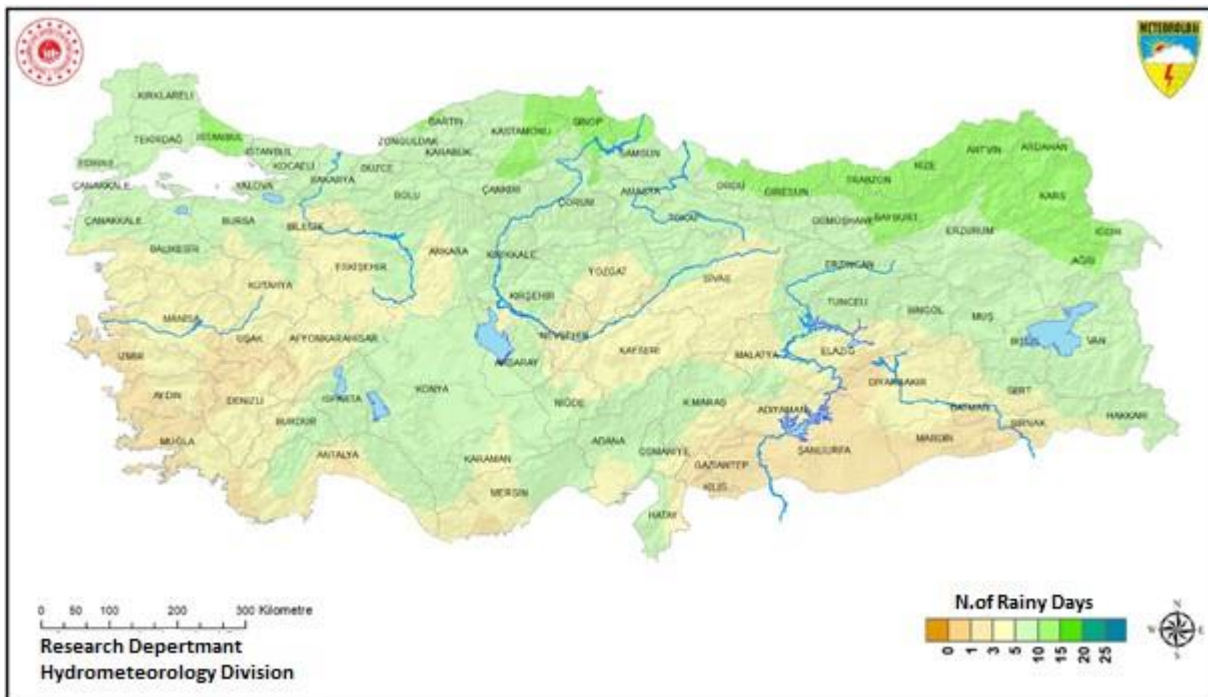 METEOROLOJİ
KIRKLARELİ
TEKİRDAĞ
İSTANBUL
EDİRNE
İSTANBUL
KOCAELİ
YALOVA
SAKARYA
DÜZCE
ZONGULDAK
BARTIN
KARABÜK
KASTAMONU
SİNOP
SAMSUN
ÇANAKKALE
ÇANAKKALE
BURSA
BİLECİK
BOLU
ÇANKIRI
ÇORUM
AMASYA
TOKAT
ORDU
GİRESUN
TRABZON
RİZE
ARTVİN
ARDAHAN
KARS
GÜMÜŞHANE
BAYBURT
ERZURUM
IĞDIR
AĞRI
BALIKESİR
KÜTAHYA
ESKİŞEHİR
ANKARA
KIRIKKALE
YOZGAT
SİVAS
ERZİNCAN
TUNCELİ
BİNGÖL
MUŞ
BİTLİS
VAN
MANİSA
UŞAK
AFYONKARAHİSAR
KIRŞEHİR
NEVŞEHİR
KAYSERİ
MALATYA
ELAZIĞ
DİYARBAKIR
İZMİR
AYDIN
DENİZLİ
ISPARTA
BURDUR
KONYA
AKSARAY
NİĞDE
K.MARAŞ
ADIYAMAN
BATMAN
SİİRT
ŞIRNAK
HAKKARİ
MUĞLA
ANTALYA
KARAMAN
MERSİN
ADANA
OSMANİYE
GAZİANTEP
KİLİS
ŞANLIURFA
MARDİN
HATAY
0 50 100 200 300 Kilometre
Research Depertmant
Hydrometeorology Division
N.of Rainy Days
0 1 3 5 10 15 20 25
N
W E
S